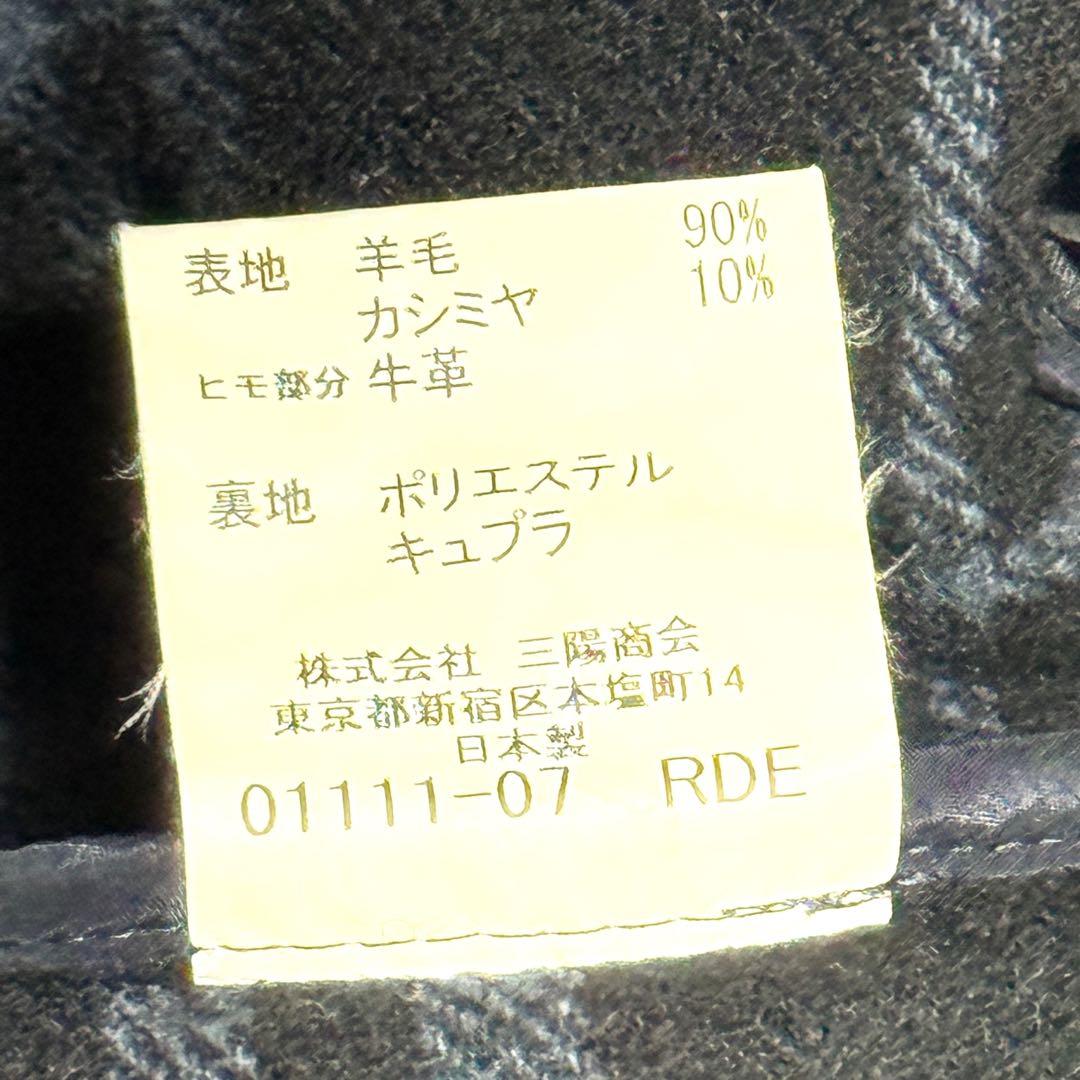 表地 羊毛 90%
カシミヤ 10%
ヒモ部分 牛革
裏地 ポリエステル
キュプラ
株式会社 三陽商会
東京都新宿区本塩町14
日本製
01111-07 RDE